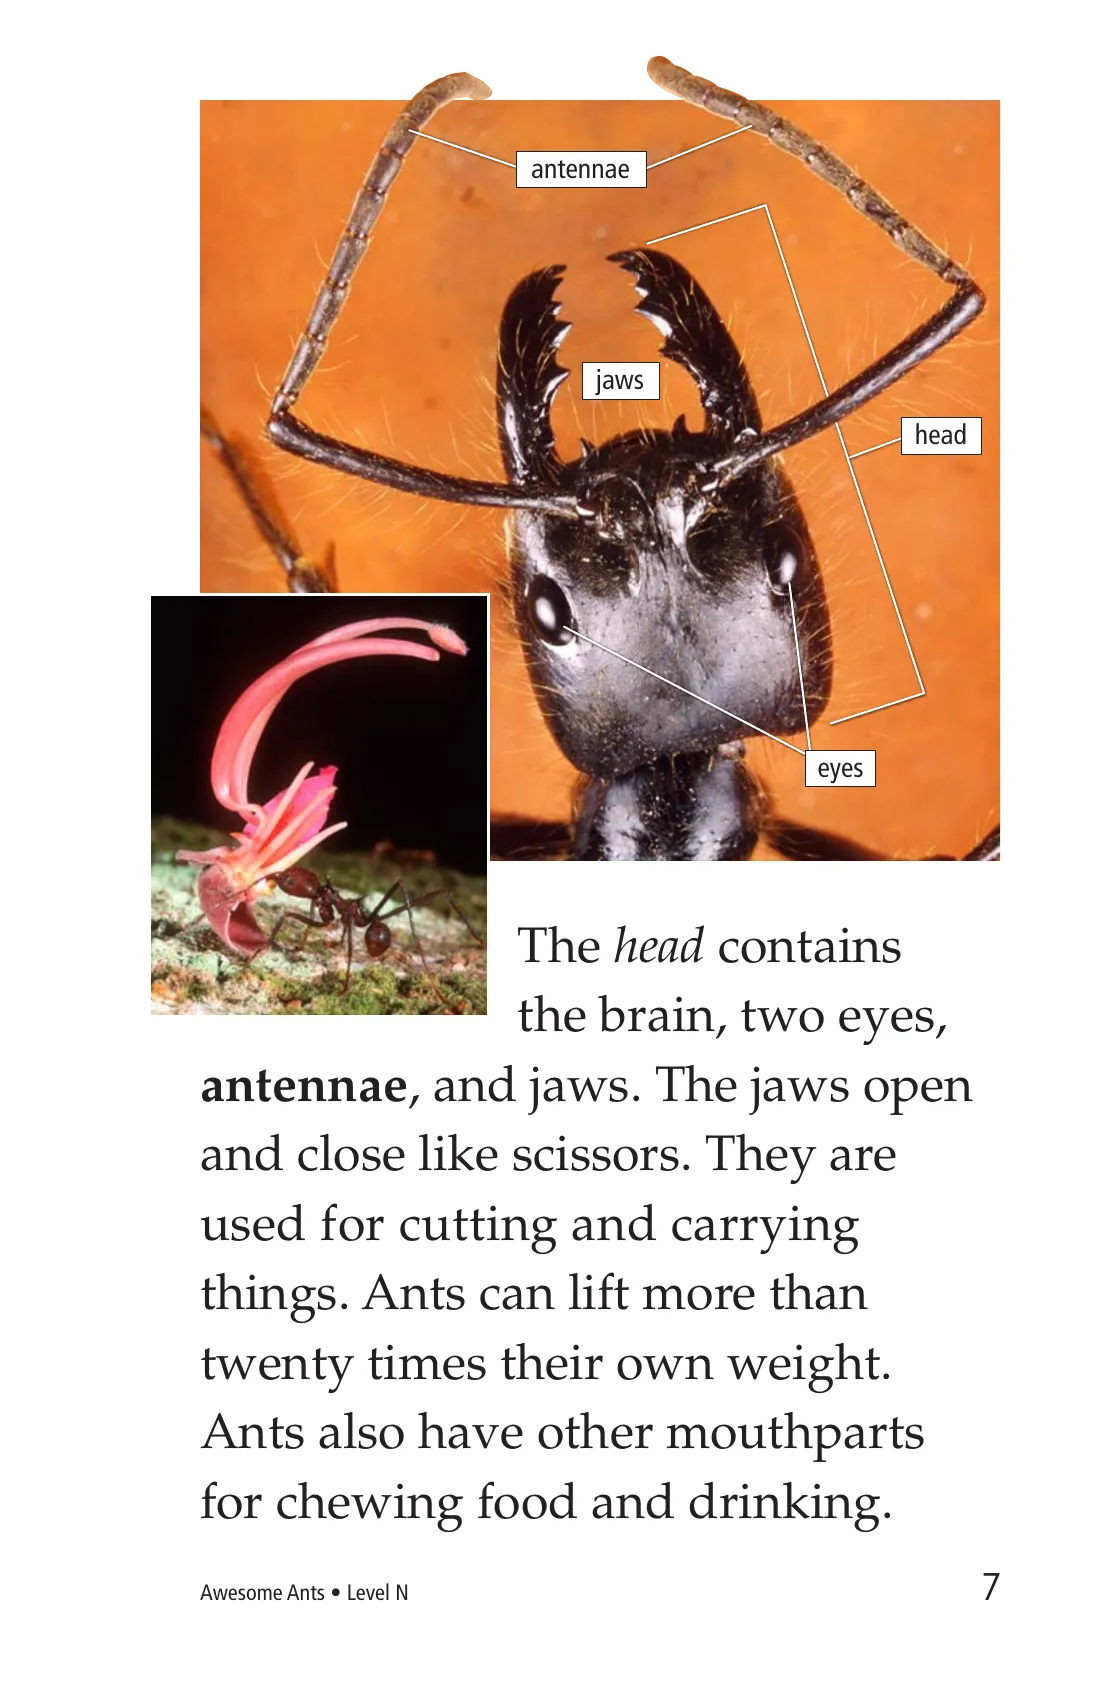 antennae
jaws
head
eyes
The head contains
the brain, two eyes,
antennae, and jaws. The jaws open
and close like scissors. They are
used for cutting and carrying
things. Ants can lift more than
twenty times their own weight.
Ants also have other mouthparts
for chewing food and drinking.
Awesome Ants • Level N
7